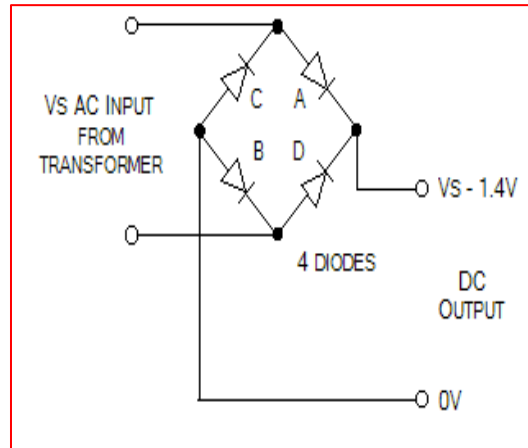 C A
VS AC INPUT
FROM
TRANSFORMER
B D
VS - 1.4V
4 DIODES
DC
OUTPUT
0V